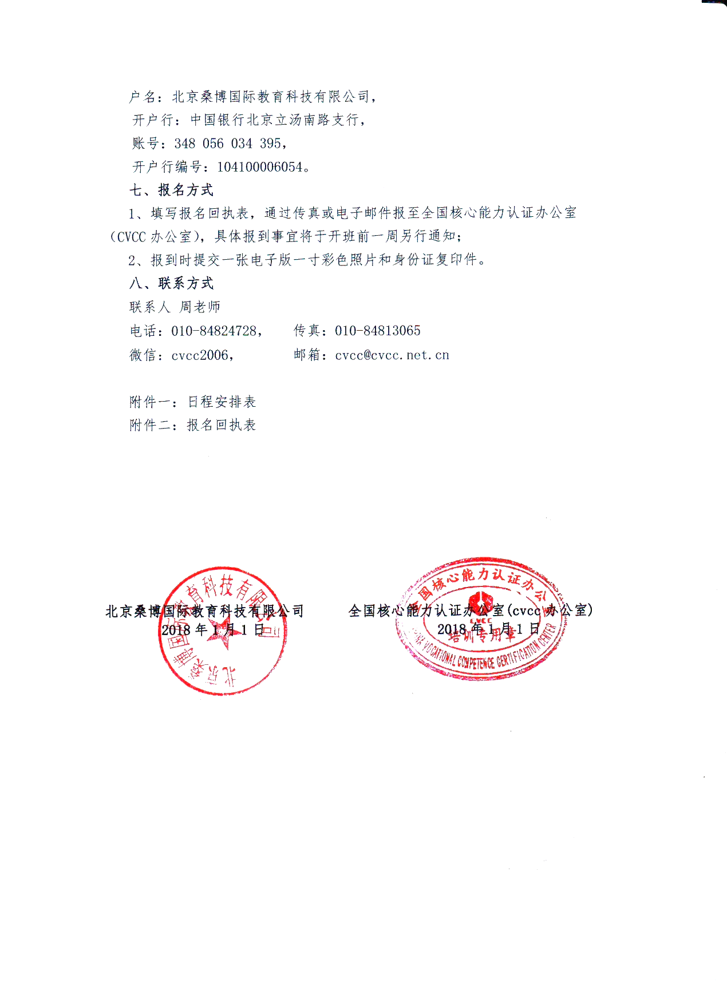 户名：北京桑博国际教育科技有限公司，
开户行：中国银行北京立汤南路支行，
账号：348 056 034 395，
开户行编号：104100006054。
七、报名方式
1、填写报名回执表，通过传真或电子邮件报至全国核心能力认证办公室
（CVCC 办公室），具体报到事宜将于开班前一周另行通知；
2、报到时提交一张电子版一寸彩色照片和身份证复印件。
八、联系方式
联系人 周老师
电话：010-84824728， 传真：010-84813065
微信：cvcc2006， 邮箱：cvcc@cvcc.net.cn
附件一：日程安排表
附件二：报名回执表
北京桑博国际教育科技有限公司
2018 年 1 月 1 日
北京桑博国际教育科技有限公司
全国核心能力认证办公室(cvcc 办公室)
2018 年 1 月 1 日
全国核心能力认证办公室
CVCC
培训专用章
VOCATIONAL COMPETENCE CERTIFICATION CENTER